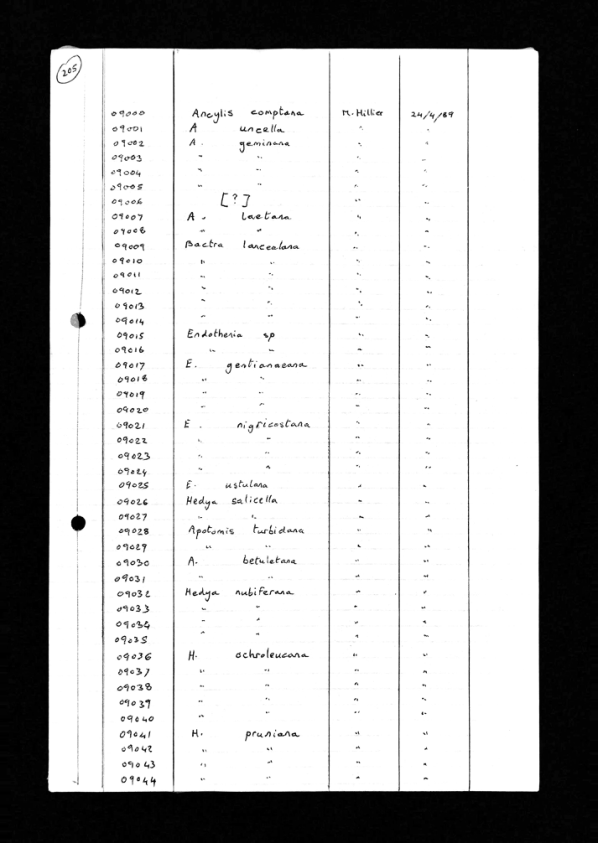 205
09000 Ancylis comptana M. Hillier 24/4/89
09001 A uncella " "
09002 A. geminana " "
09003 " " " "
09004 " " " "
09005 " " " "
09006 [?] " "
09007 A. laetana " "
09008 " " " "
09009 Bactra lancealana " "
09010 " " " "
09011 " " " "
09012 " " " "
09013 " " " "
09014 " " " "
09015 Endothenia sp " "
09016 " " " "
09017 E. gentianaeana " "
09018 " " " "
09019 " " " "
09020 " " " "
09021 E. nigricostana " "
09022 " " " "
09023 " " " "
09024 " " " "
09025 E. ustulana " "
09026 Hedya salicella " "
09027 " " " "
09028 Apotomis turbidana " "
09029 " " " "
09030 A. betuletana " "
09031 " " " "
09032 Hedya nubiferana " "
09033 " " " "
09034 " " " "
09035 " " " "
09036 H. ochroleucana " "
09037 " " " "
09038 " " " "
09039 " " " "
09040 " " " "
09041 H. pruniana " "
09042 " " " "
09043 " " " "
09044 " " " "